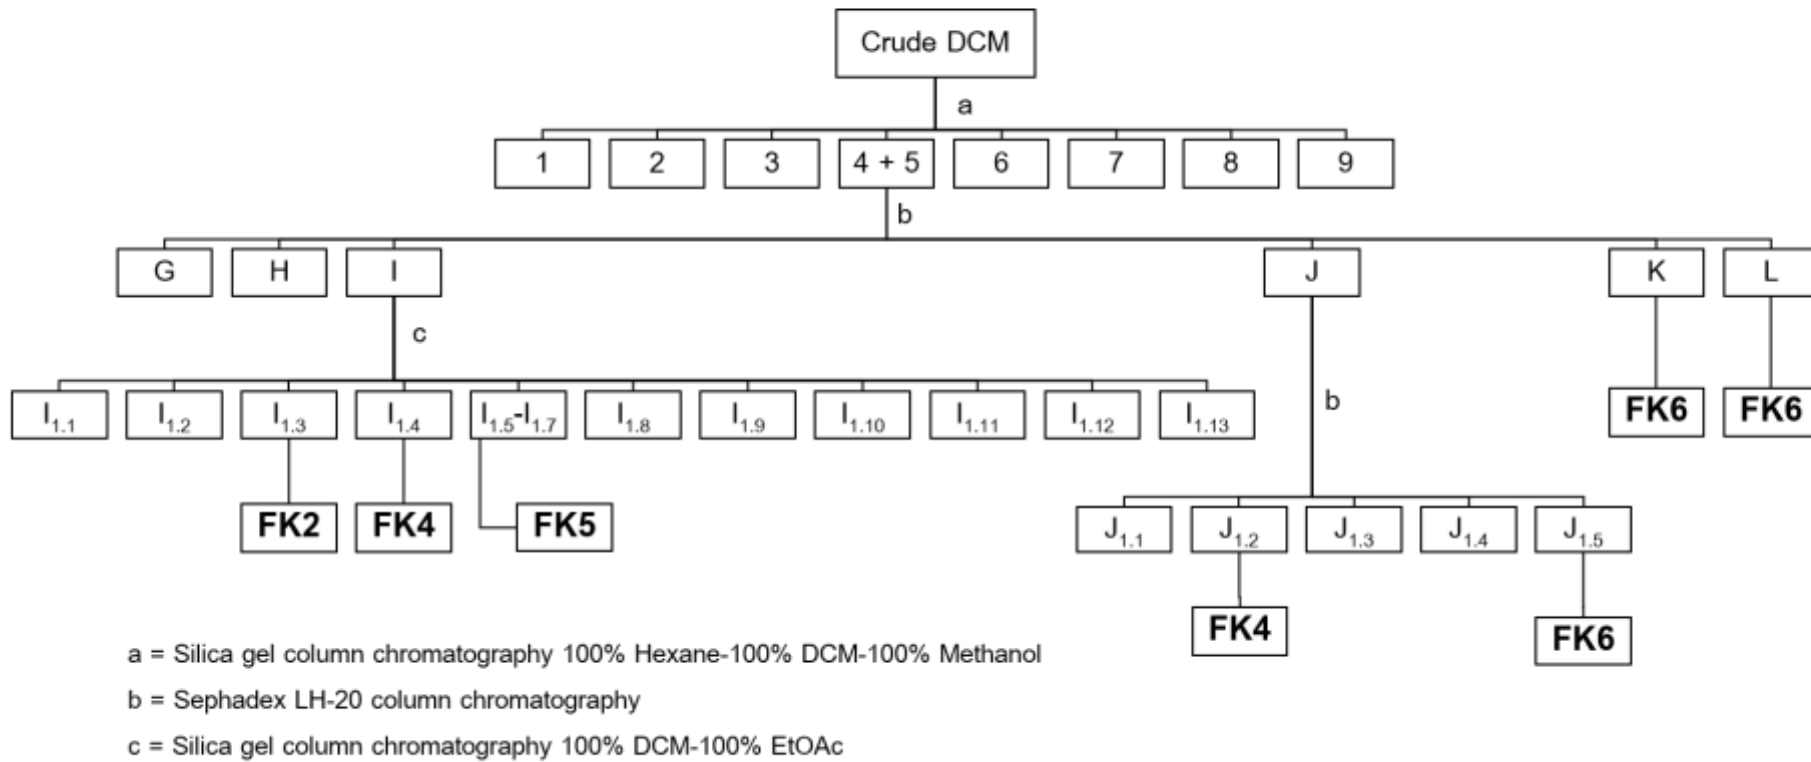 Crude DCM
a
1 2 3 4 + 5 6 7 8 9
b
G H I J K L
c
b
I1.1 I1.2 I1.3 I1.4 I1.5-I1.7 I1.8 I1.9 I1.10 I1.11 I1.12 I1.13
FK6 FK6
FK2 FK4 FK5
J1.1 J1.2 J1.3 J1.4 J1.5
FK4 FK6
a = Silica gel column chromatography 100% Hexane-100% DCM-100% Methanol
b = Sephadex LH-20 column chromatography
c = Silica gel column chromatography 100% DCM-100% EtOAc